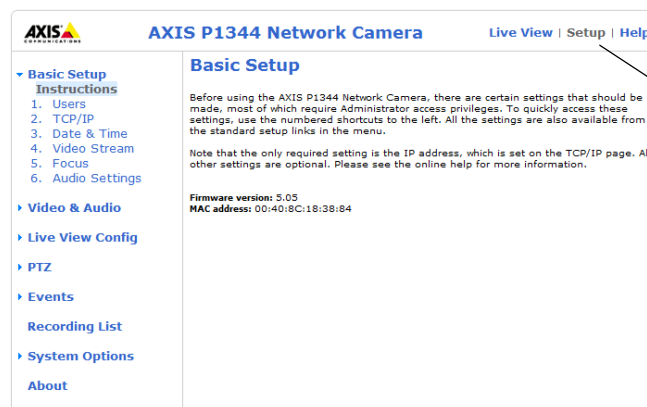 AXIS
COMMUNICATIONS
AXIS P1344 Network Camera
Live View | Setup | Help
Basic Setup
Instructions
1. Users
2. TCP/IP
3. Date & Time
4. Video Stream
5. Focus
6. Audio Settings
Video & Audio
Live View Config
PTZ
Events
Recording List
System Options
About
Basic Setup
Before using the AXIS P1344 Network Camera, there are certain settings that should be
made, most of which require Administrator access privileges. To quickly access these
settings, use the numbered shortcuts to the left. All the settings are also available from
the standard setup links in the menu.
Note that the only required setting is the IP address, which is set on the TCP/IP page. Al
other settings are optional. Please see the online help for more information.
Firmware version: 5.05
MAC address: 00:40:8C:18:38:84